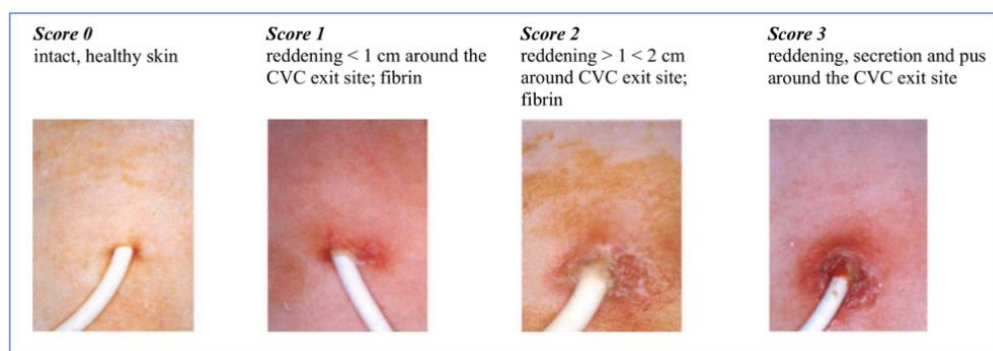 Score 0
intact, healthy skin
Score 1
reddening < 1 cm around the
CVC exit site; fibrin
Score 2
reddening > 1 < 2 cm
around CVC exit site;
fibrin
Score 3
reddening, secretion and pus
around the CVC exit site